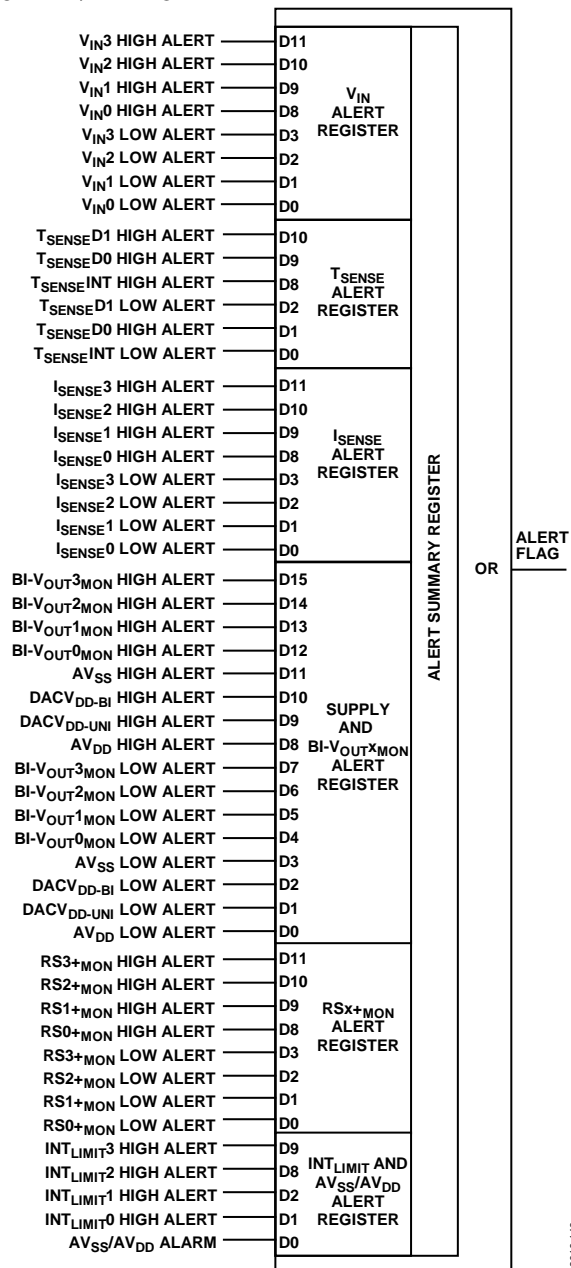 VIN3 HIGH ALERT D11
VIN2 HIGH ALERT D10
VIN1 HIGH ALERT D9
VIN0 HIGH ALERT D8
VIN3 LOW ALERT D3
VIN2 LOW ALERT D2
VIN1 LOW ALERT D1
VIN0 LOW ALERT D0
VIN
ALERT
REGISTER
TSENSED1 HIGH ALERT D10
TSENSED0 HIGH ALERT D9
TSENSEINT HIGH ALERT D8
TSENSED1 LOW ALERT D2
TSENSED0 HIGH ALERT D1
TSENSEINT LOW ALERT D0
TSENSE
ALERT
REGISTER
ISENSE3 HIGH ALERT D11
ISENSE2 HIGH ALERT D10
ISENSE1 HIGH ALERT D9
ISENSE0 HIGH ALERT D8
ISENSE3 LOW ALERT D3
ISENSE2 LOW ALERT D2
ISENSE1 LOW ALERT D1
ISENSE0 LOW ALERT D0
ISENSE
ALERT
REGISTER
BI-VOUT3MON HIGH ALERT D15
BI-VOUT2MON HIGH ALERT D14
BI-VOUT1MON HIGH ALERT D13
BI-VOUT0MON HIGH ALERT D12
AVSS HIGH ALERT D11
DACVDD-BI HIGH ALERT D10
DACVDD-UNI HIGH ALERT D9
AVDD HIGH ALERT D8
BI-VOUT3MON LOW ALERT D7
BI-VOUT2MON LOW ALERT D6
BI-VOUT1MON LOW ALERT D5
BI-VOUT0MON LOW ALERT D4
AVSS LOW ALERT D3
DACVDD-BI LOW ALERT D2
DACVDD-UNI LOW ALERT D1
AVDD LOW ALERT D0
SUPPLY
AND
BI-VOUTxMON
ALERT
REGISTER
RS3+MON HIGH ALERT D11
RS2+MON HIGH ALERT D10
RS1+MON HIGH ALERT D9
RS0+MON HIGH ALERT D8
RS3+MON LOW ALERT D3
RS2+MON LOW ALERT D2
RS1+MON LOW ALERT D1
RS0+MON LOW ALERT D0
RSx+MON
ALERT
REGISTER
INTLIMIT3 HIGH ALERT D9
INTLIMIT2 HIGH ALERT D8
INTLIMIT1 HIGH ALERT D2
INTLIMIT0 HIGH ALERT D1
AVSS/AVDD ALARM D0
INTLIMIT AND
AVSS/AVDD
ALERT
REGISTER
ALERT SUMMARY REGISTER
OR
ALERT
FLAG